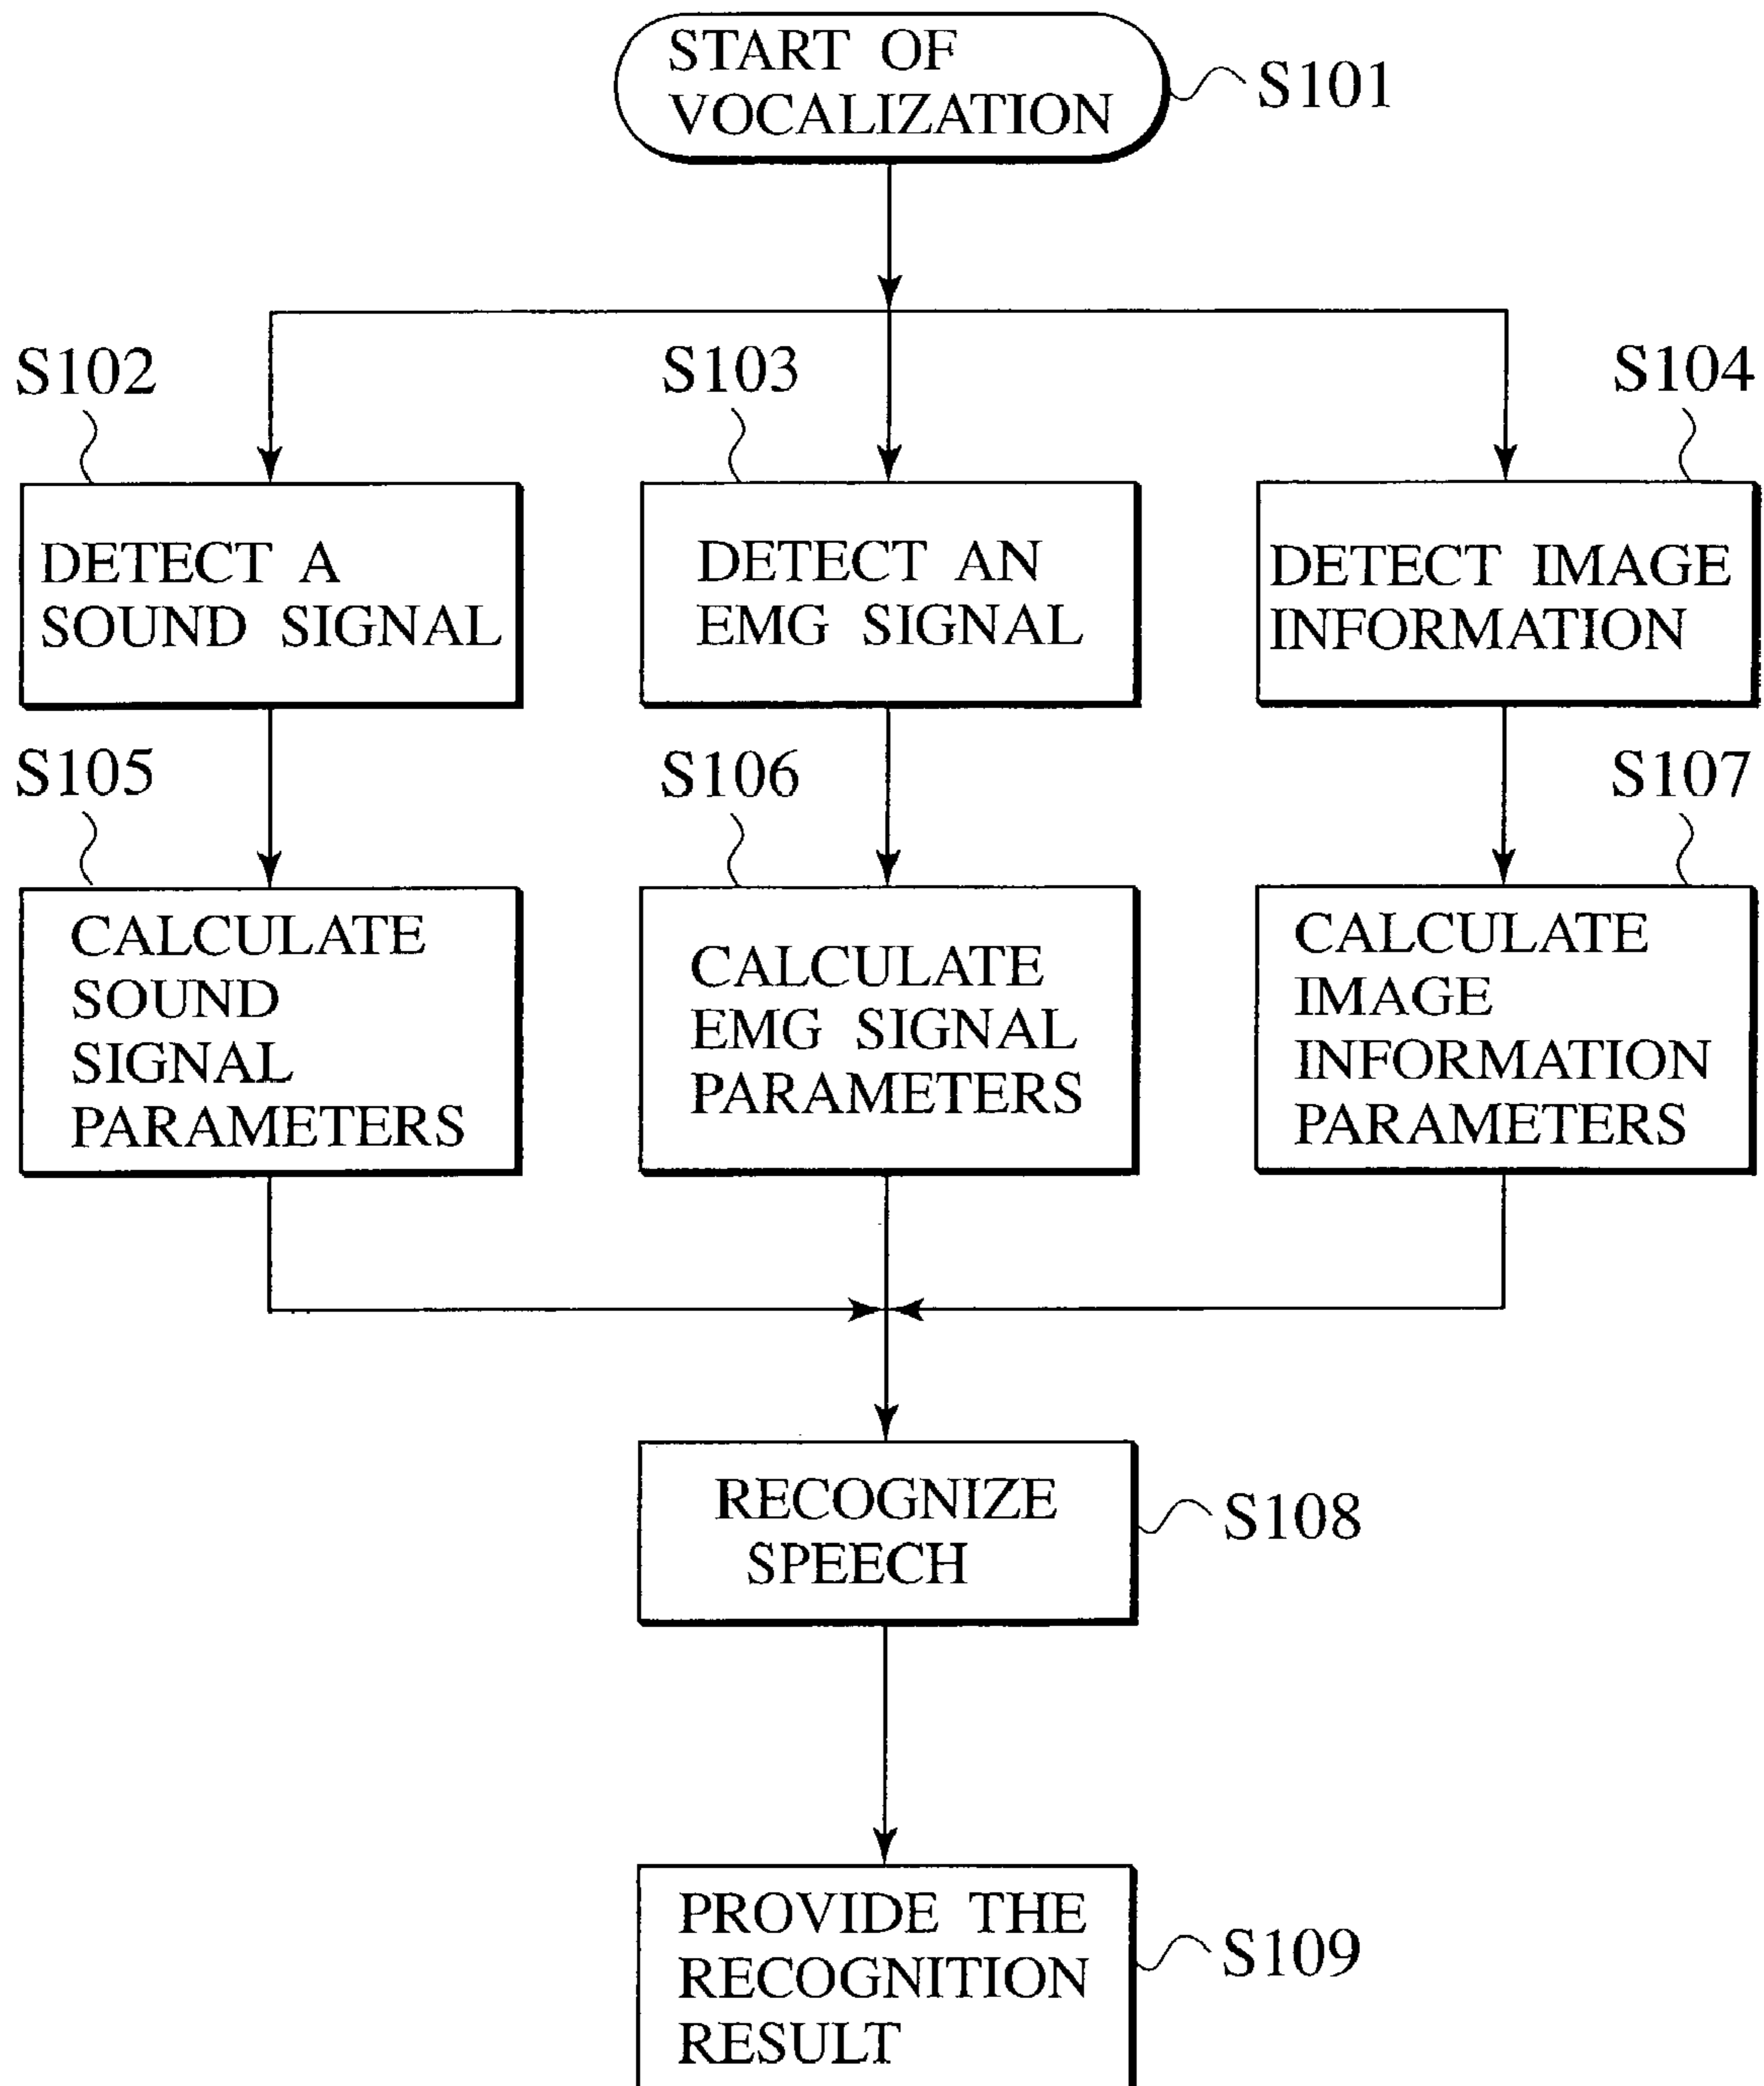 START OF
VOCALIZATION
S101
S102
S103
S104
DETECT A
SOUND SIGNAL
DETECT AN
EMG SIGNAL
DETECT IMAGE
INFORMATION
S105
S106
S107
CALCULATE
SOUND
SIGNAL
PARAMETERS
CALCULATE
EMG SIGNAL
PARAMETERS
CALCULATE
IMAGE
INFORMATION
PARAMETERS
RECOGNIZE
SPEECH
S108
PROVIDE THE
RECOGNITION
RESULT
S109